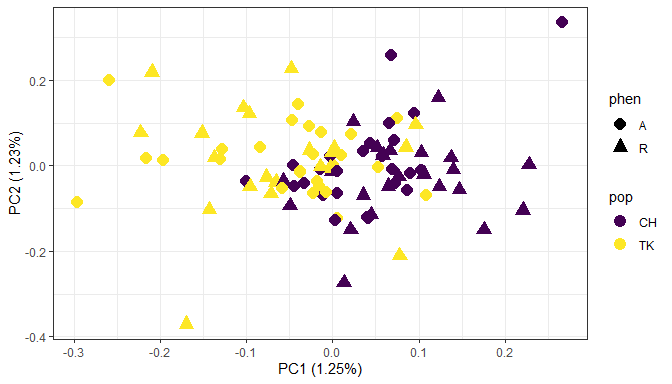 0.2
0.0
-0.2
-0.4
PC2 (1.23%)
-0.3
-0.2
-0.1
0.0
0.1
0.2
PC1 (1.25%)
phen
A
R
pop
CH
TK